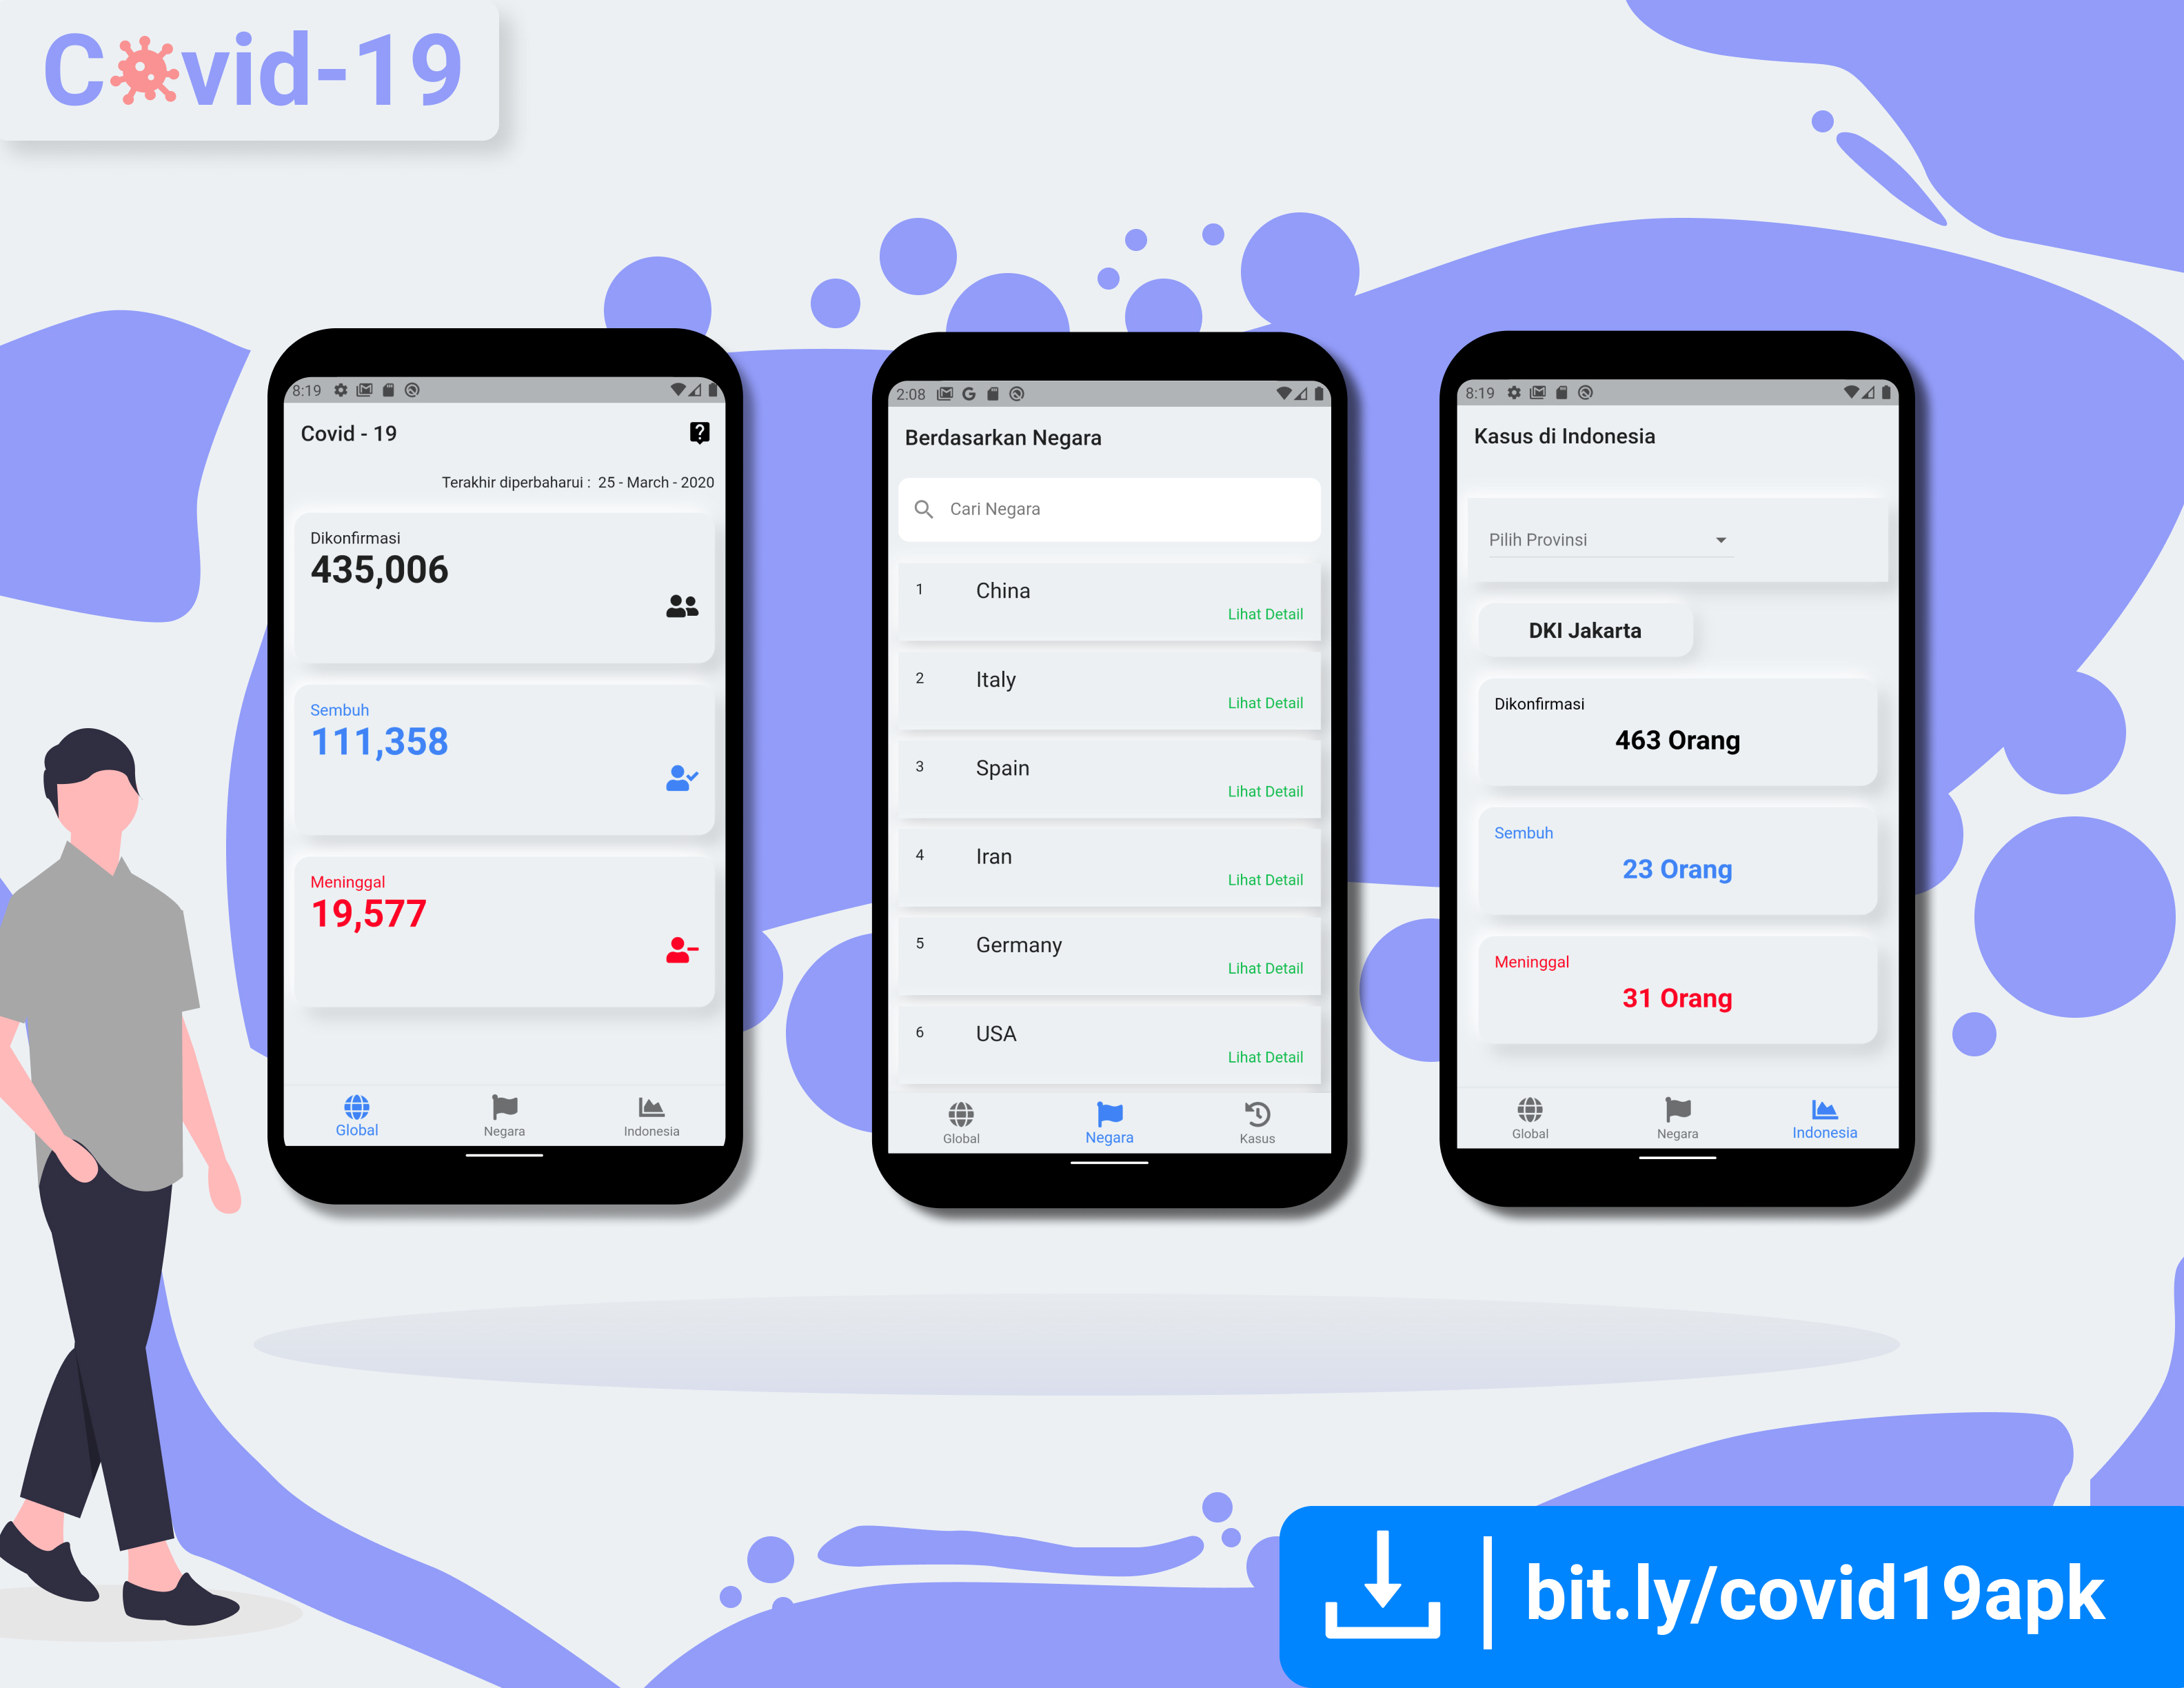 Covid-19
8:19
Covid - 19
Terakhir diperbaharui : 25 - March - 2020
Dikonfirmasi
435,006
Sembuh
111,358
Meninggal
19,577
Global Negara Indonesia
2:08
Berdasarkan Negara
Cari Negara
1 China
Lihat Detail
2 Italy
Lihat Detail
3 Spain
Lihat Detail
4 Iran
Lihat Detail
5 Germany
Lihat Detail
6 USA
Lihat Detail
Global Negara Kasus
8:19
Kasus di Indonesia
Pilih Provinsi
DKI Jakarta
Dikonfirmasi
463 Orang
Sembuh
23 Orang
Meninggal
31 Orang
Global Negara Indonesia
bit.ly/covid19apk